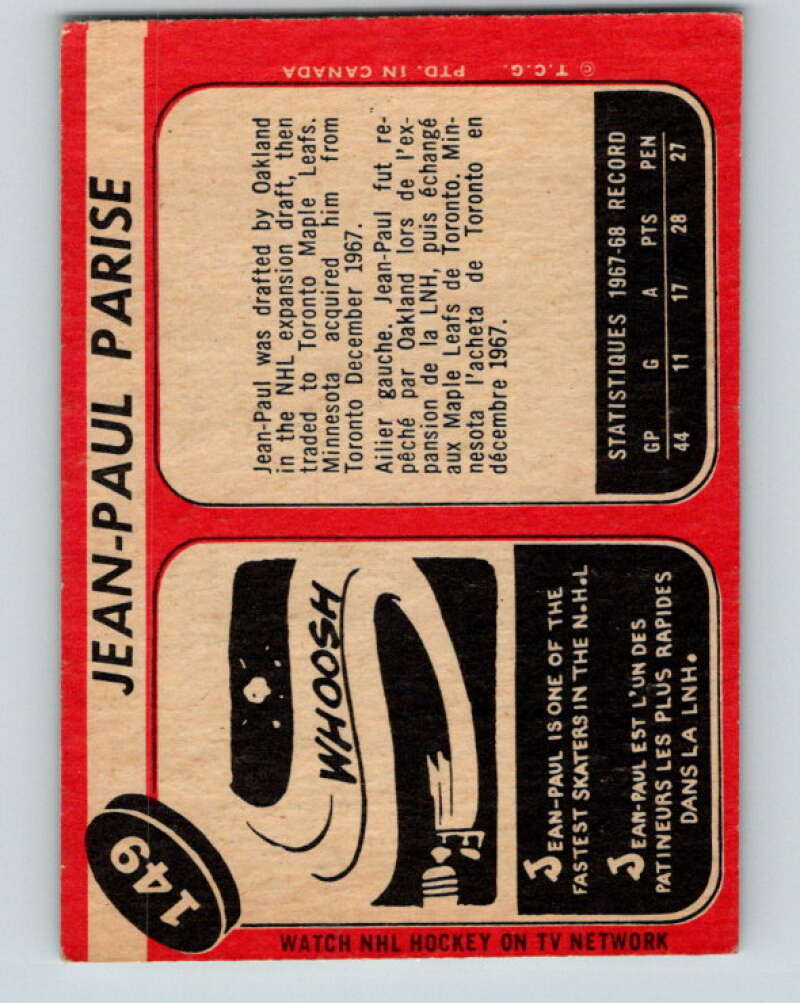 149
JEAN-PAUL PARISE
WHOOSH
JEAN-PAUL IS ONE OF THE
FASTEST SKATERS IN THE N.H.L
JEAN-PAUL EST L'UN DES
PATINEURS LES PLUS RAPIDES
DANS LA LNH.
Jean-Paul was drafted by Oakland
in the NHL expansion draft, then
traded to Toronto Maple Leafs.
Minnesota acquired him from
Toronto December 1967.
Ailier gauche. Jean-Paul fut re-
pêché par Oakland lors de l'ex-
pansion de la LNH, puis échangé
aux Maple Leafs de Toronto. Min-
nesota l'acheta de Toronto en
décembre 1967.
STATISTIQUES 1967-68 RECORD
GP G A PTS PEN
44 11 17 28 27
WATCH NHL HOCKEY ON TV NETWORK
© T.C.G. PTD. IN CANADA